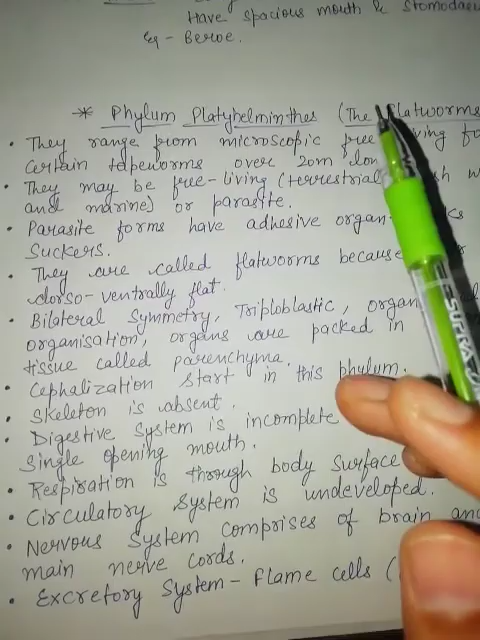 Have spacious mouth & Stomodaeu
Eg - Beroe.
* Phylum Platyhelminthes (The Flatworms
• They range from microscopic free living fo
certain tapeworms over 20m lon
• They may be free-living (terrestrial
and marine) or parasite.
• Parasite forms have adhesive organ-
Suckers.
• They are called flatworms because
dorso-ventrally flat.
• Bilateral Symmetry, Triploblastic, organ
organisation, organs are packed in
tissue called parenchyma.
• Cephalization start in this phylum.
• Skeleton is absent.
• Digestive System is incomplete
Single opening mouth.
• Respiration is through body surface
• Circulatory System is undeveloped.
• Nervous System comprises of brain and
main nerve cords.
• Excretory System- Flame cells (
SUPRA